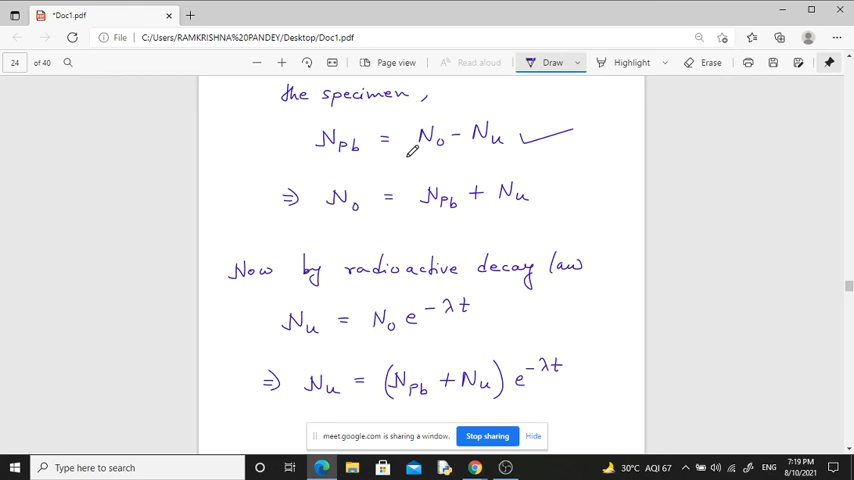 *Doc1.pdf
File C:/Users/RAMKRISHNA%20PANDEY/Desktop/Doc1.pdf
24 of 40 Page view Read aloud Draw Highlight Erase
the specimen,
N_Pb = N_0 - N_u ✓
⇒ N_0 = N_Pb + N_u
Now by radioactive decay law
N_u = N_0 e^{-λt}
⇒ N_u = (N_Pb + N_u) e^{-λt}
meet.google.com is sharing a window. Stop sharing Hide
Type here to search 30°C AQI 67 ENG 7:19 PM
8/10/2021